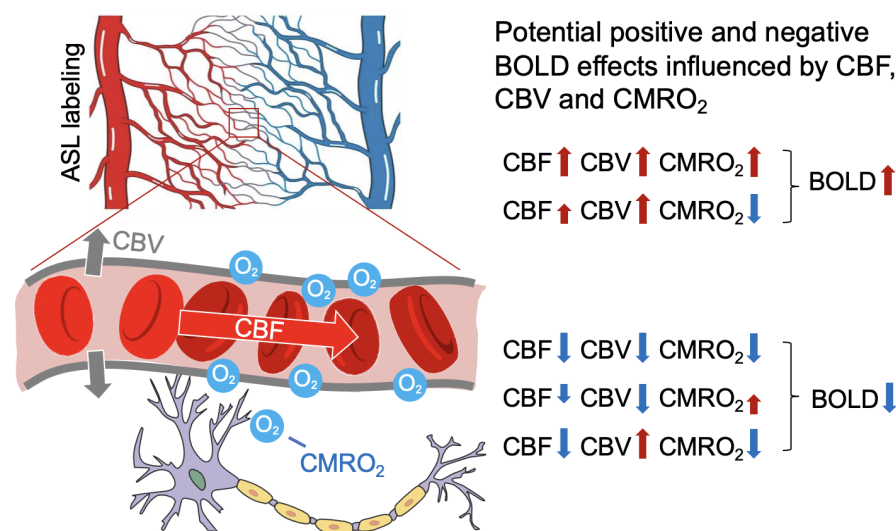 ASL labeling
Potential positive and negative
BOLD effects influenced by CBF,
CBV and CMRO₂
CBF CBV CMRO₂
CBF CBV CMRO₂
BOLD
CBV
O₂
O₂
O₂
CBF
O₂
O₂
O₂
O₂
CMRO₂
CBF CBV CMRO₂
CBF CBV CMRO₂
CBF CBV CMRO₂
BOLD